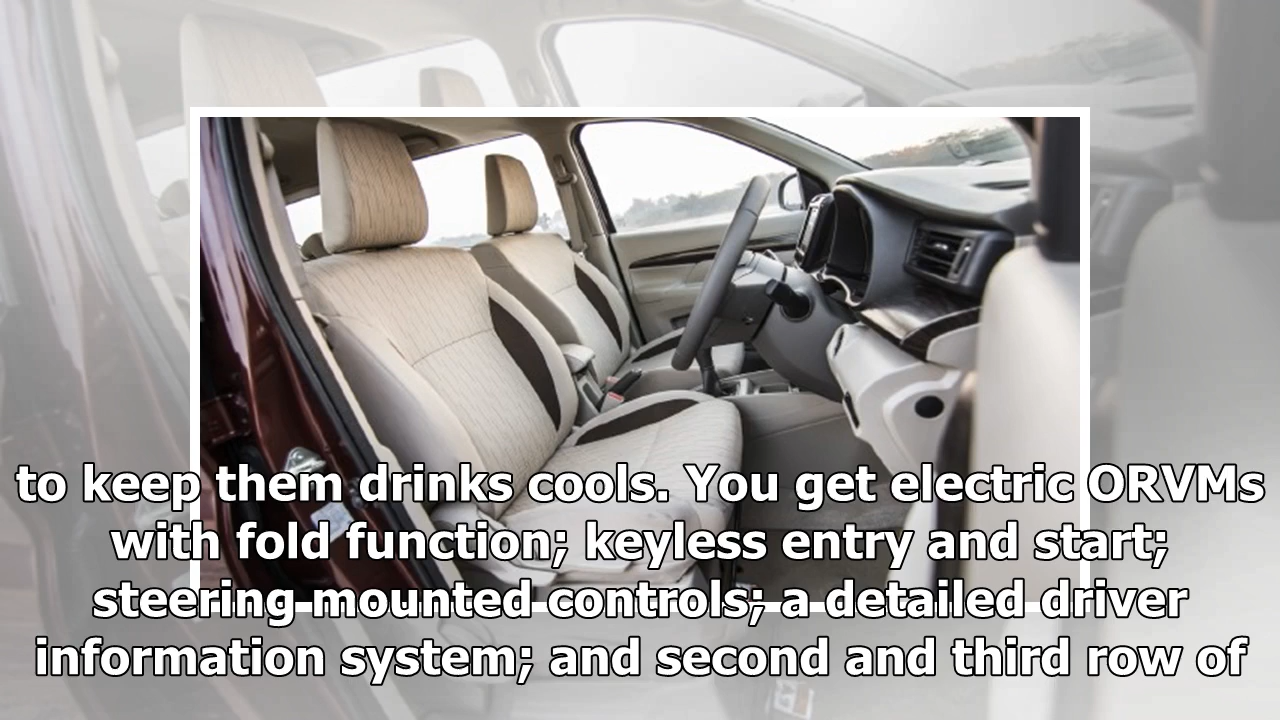 to keep them drinks cools. You get electric ORVMs
with fold function; keyless entry and start;
steering mounted controls; a detailed driver
information system; and second and third row of